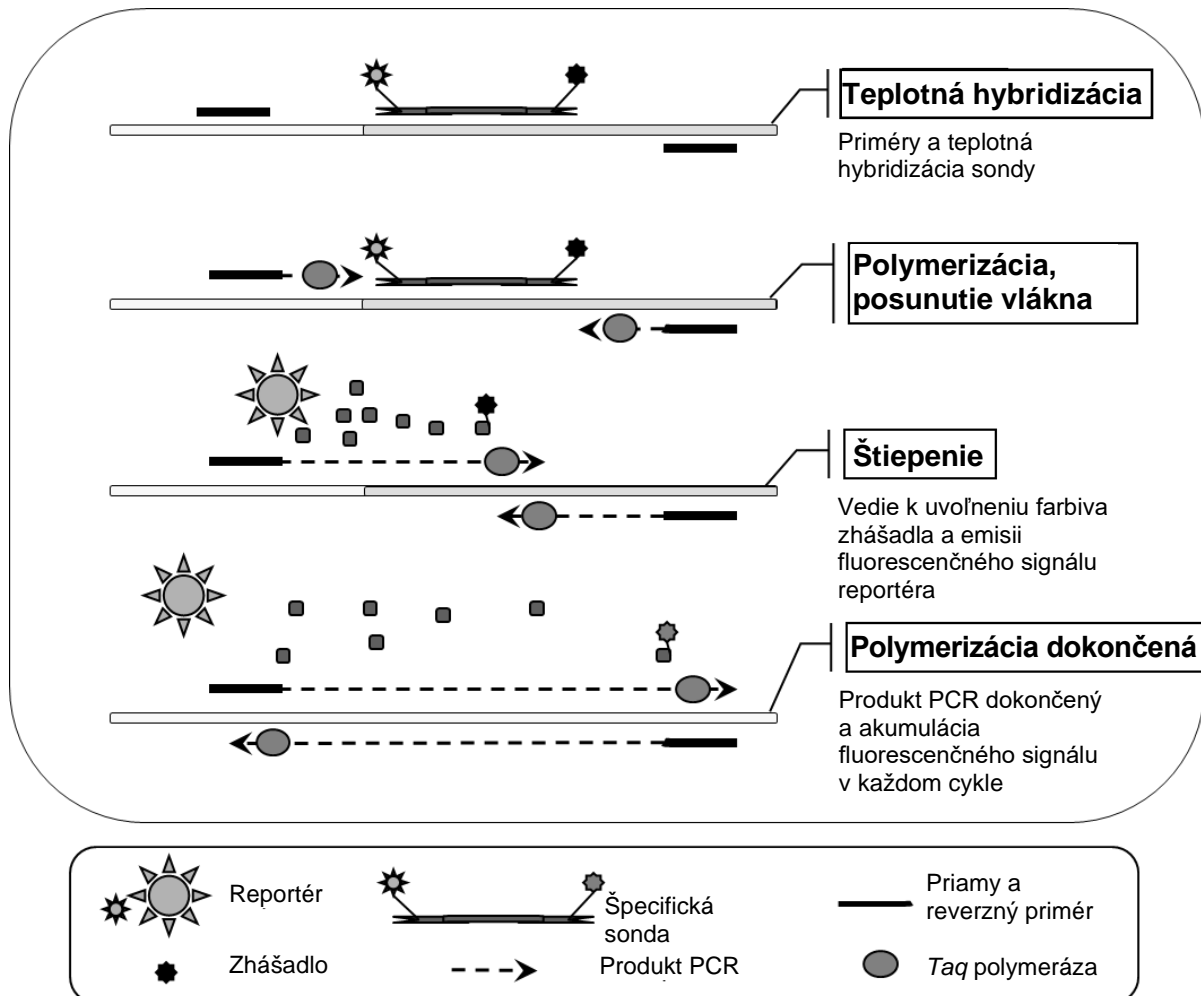 Teplotná hybridizácia
Priméry a teplotná
hybridizácia sondy
Polymerizácia,
posunutie vlákna
Štiepenie
Vedie k uvoľneniu farbiva
zhášadla a emisii
fluorescenčného signálu
reportéra
Polymerizácia dokončená
Produkt PCR dokončený
a akumulácia
fluorescenčného signálu
v každom cykle
Reportér
Špecifická
sonda
Priamy a
reverzný primér
Zhášadlo
Produkt PCR
Taq polymeráza